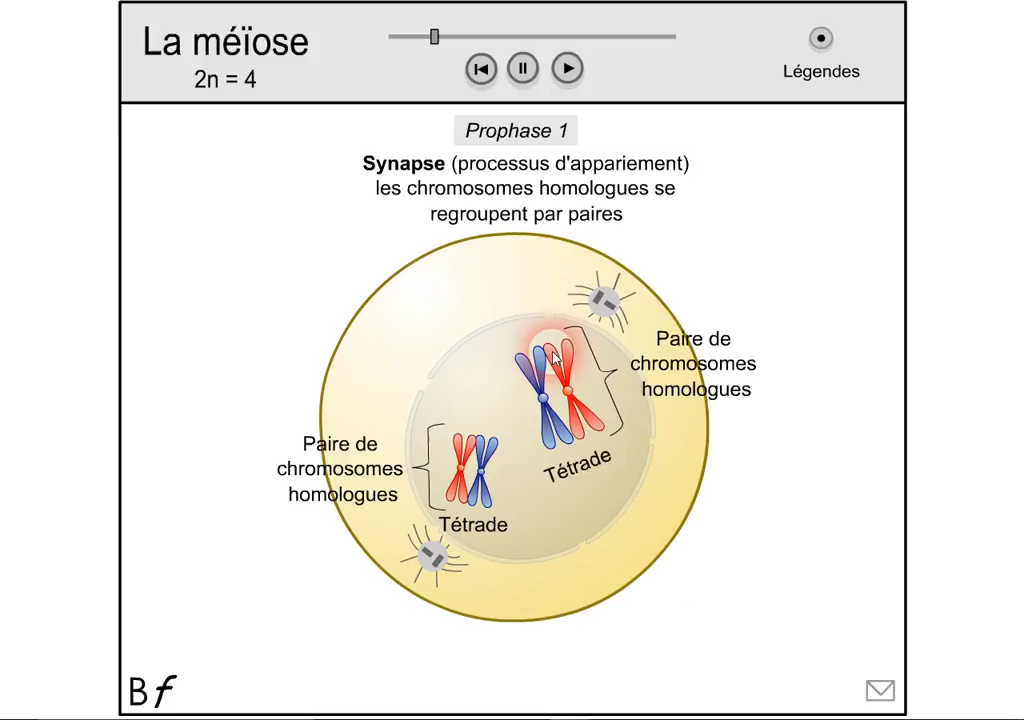 La méïose
2n = 4
Légendes
Prophase 1
Synapse (processus d'appariement)
les chromosomes homologues se
regroupent par paires
Paire de
chromosomes
homologues
Tétrade
Paire de
chromosomes
homologues
Tétrade
Bf